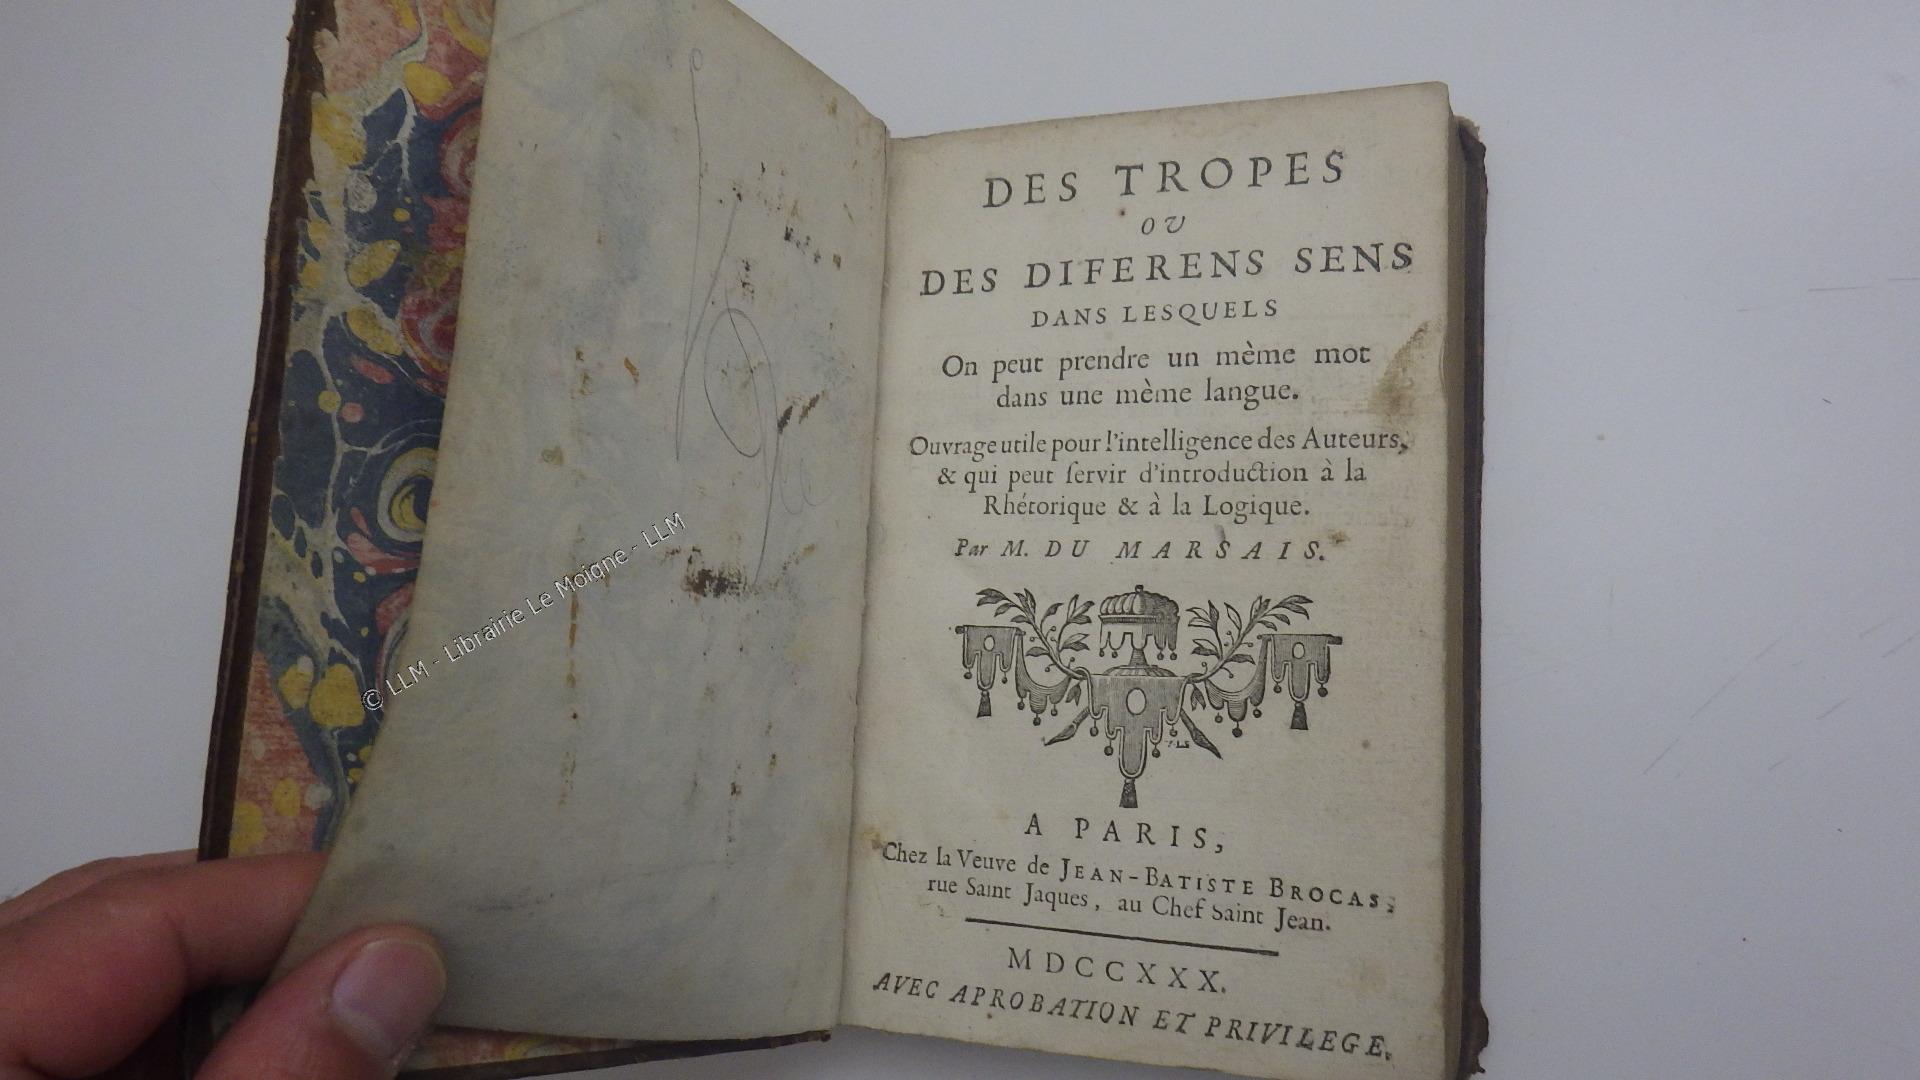 DES TROPES
OU
DES DIFERENS SENS
DANS LESQUELS
On peut prendre un mème mot
dans une mème langue.
Ouvrage utile pour l'intelligence des Auteurs,
& qui peut ſervir d'introduction à la
Rhétorique & à la Logique.
Par M. DU MARSAIS.
A PARIS,
Chez la Veuve de JEAN-BATISTE BROCAS,
rue Saint Jaques, au Chef Saint Jean.
MDCCXXX.
AVEC APROBATION ET PRIVILEGE.
© LLM - Librairie Le Moigne - LLM